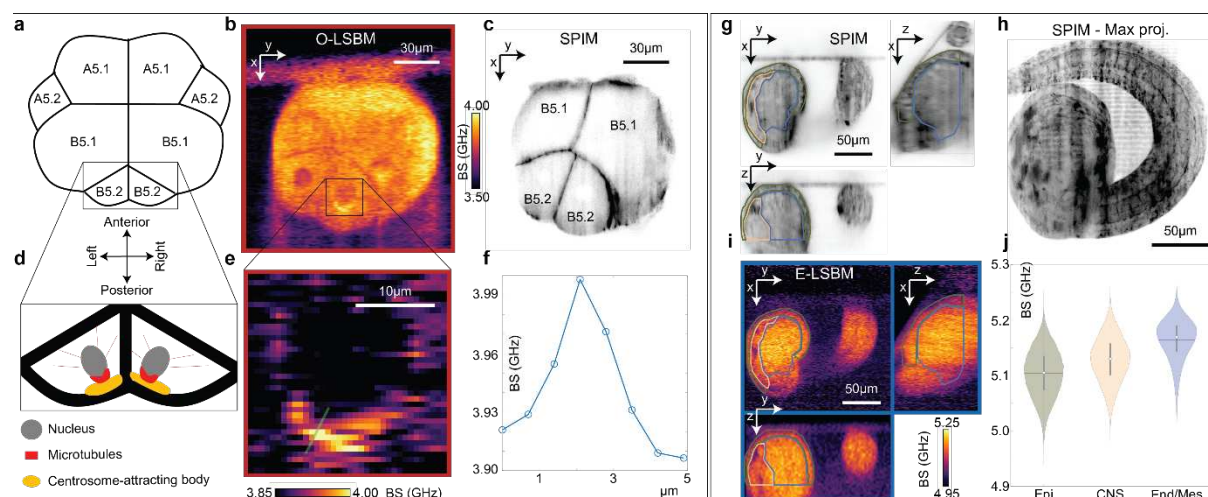 a
A5.1 A5.1
A5.2 A5.2
B5.1 B5.1
B5.2 B5.2
Anterior
Left Right
Posterior
b
O-LSBM
y
x
30µm
4.00
BS (GHz)
3.50
c
SPIM
y
x
30µm
B5.1
B5.1
B5.2
B5.2
d
Nucleus
Microtubules
Centrosome-attracting body
e
10µm
3.85 4.00 BS (GHz)
f
BS (GHz)
3.99
3.96
3.93
3.90
1 3 5
µm
g
y
x
SPIM
z
x
50µm
y
z
h
SPIM - Max proj.
50µm
i
E-LSBM
y
x
z
x
50µm
y
z
5.25
BS (GHz)
4.95
j
BS (GHz)
5.3
5.2
5.1
5.0
4.9
Epi CNS End/Mes